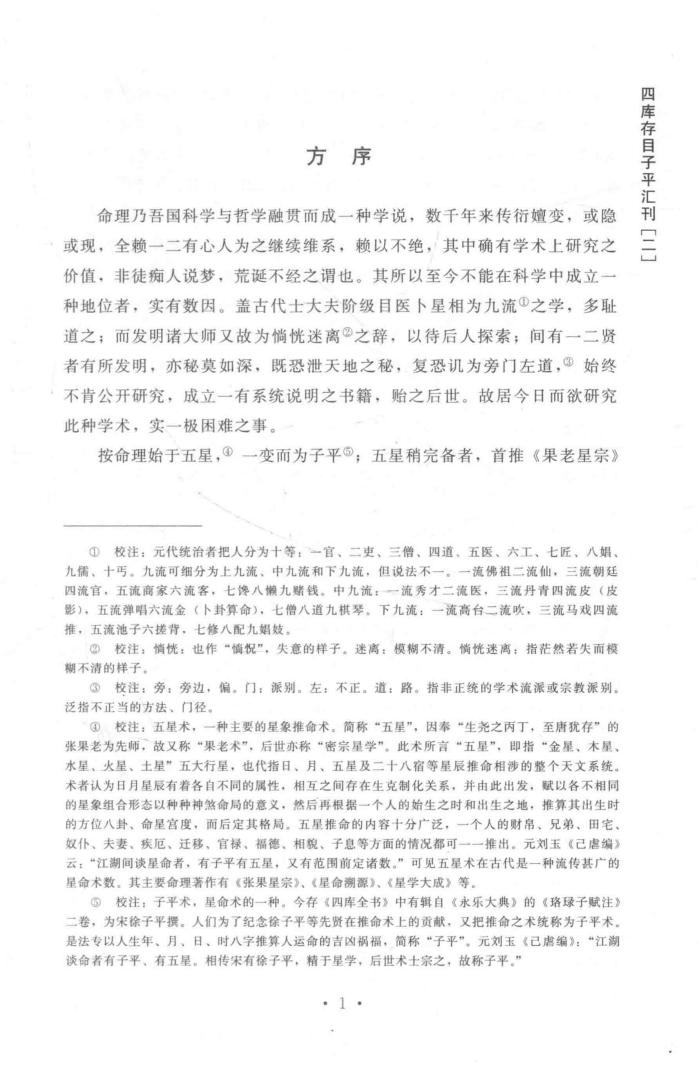 四库存目子平汇刊［二］
方 序
命理乃吾国科学与哲学融贯而成一种学说，数千年来传衍嬗变，或隐
或现，全赖一二有心人为之继续维系，赖以不绝，其中确有学术上研究之
价值，非徒痴人说梦，荒诞不经之谓也。其所以至今不能在科学中成立一
种地位者，实有数因。盖古代士大夫阶级目医卜星相为九流①之学，多耻
道之；而发明诸大师又故为惝恍迷离②之辞，以待后人探索；间有一二贤
者有所发明，亦秘莫如深，既恐泄天地之秘，复恐讥为旁门左道，③ 始终
不肯公开研究，成立一有系统说明之书籍，贻之后世。故居今日而欲研究
此种学术，实一极困难之事。
按命理始于五星，④ 一变而为子平⑤；五星稍完备者，首推《果老星宗》
① 校注：元代统治者把人分为十等：一官、二吏、三僧、四道、五医、六工、七匠、八娼、
九儒、十丐。九流可细分为上九流、中九流和下九流，但说法不一。一流佛祖二流仙，三流朝廷
四流官，五流商家六流客，七馋八懒九赌钱。中九流：一流秀才二流医，三流丹青四流皮（皮
影），五流弹唱六流金（卜卦算命），七僧八道九棋琴。下九流：一流高台二流吹，三流马戏四流
推，五流池子六搓背，七修八配九娼妓。
② 校注：惝恍：也作“惝怳”，失意的样子。迷离：模糊不清。惝恍迷离：指茫然若失而模
糊不清的样子。
③ 校注：旁：旁边，偏。门：派别。左：不正。道：路。指非正统的学术流派或宗教派别。
泛指不正当的方法、门径。
④ 校注：五星术，一种主要的星象推命术。简称“五星”，因奉“生尧之丙丁，至唐犹存”的
张果老为先师，故又称“果老术”，后世亦称“密宗星学”。此术所言“五星”，即指“金星、木星、
水星、火星、土星”五大行星，也代指日、月、五星及二十八宿等星辰推命相涉的整个天文系统。
术者认为日月星辰有着各自不同的属性，相互之间存在生克制化关系，并由此出发，赋以各不相同
的星象组合形态以种种神煞命局的意义，然后再根据一个人的始生之时和出生之地，推算其出生时
的方位八卦、命星宫度，而后定其格局。五星推命的内容十分广泛，一个人的财帛、兄弟、田宅、
奴仆、夫妻、疾厄、迁移、官禄、福德、相貌、子息等方面的情况都可一一推出。元刘玉《己虐编》
云：“江湖间谈星命者，有子平有五星，又有范围前定诸数。”可见五星术在古代是一种流传甚广的
星命术数。其主要命理著作有《张果星宗》、《星命溯源》、《星学大成》等。
⑤ 校注：子平术，星命术的一种。今存《四库全书》中有辑自《永乐大典》的《珞琭子赋注》
二卷，为宋徐子平撰。人们为了纪念徐子平等先贤在推命术上的贡献，又把推命之术统称为子平术。
是法专以人生年、月、日、时八字推算人运命的吉凶祸福，简称“子平”。元刘玉《己虐编》：“江湖
谈命者有子平、有五星。相传宋有徐子平，精于星学，后世术士宗之，故称子平。”
• 1 •